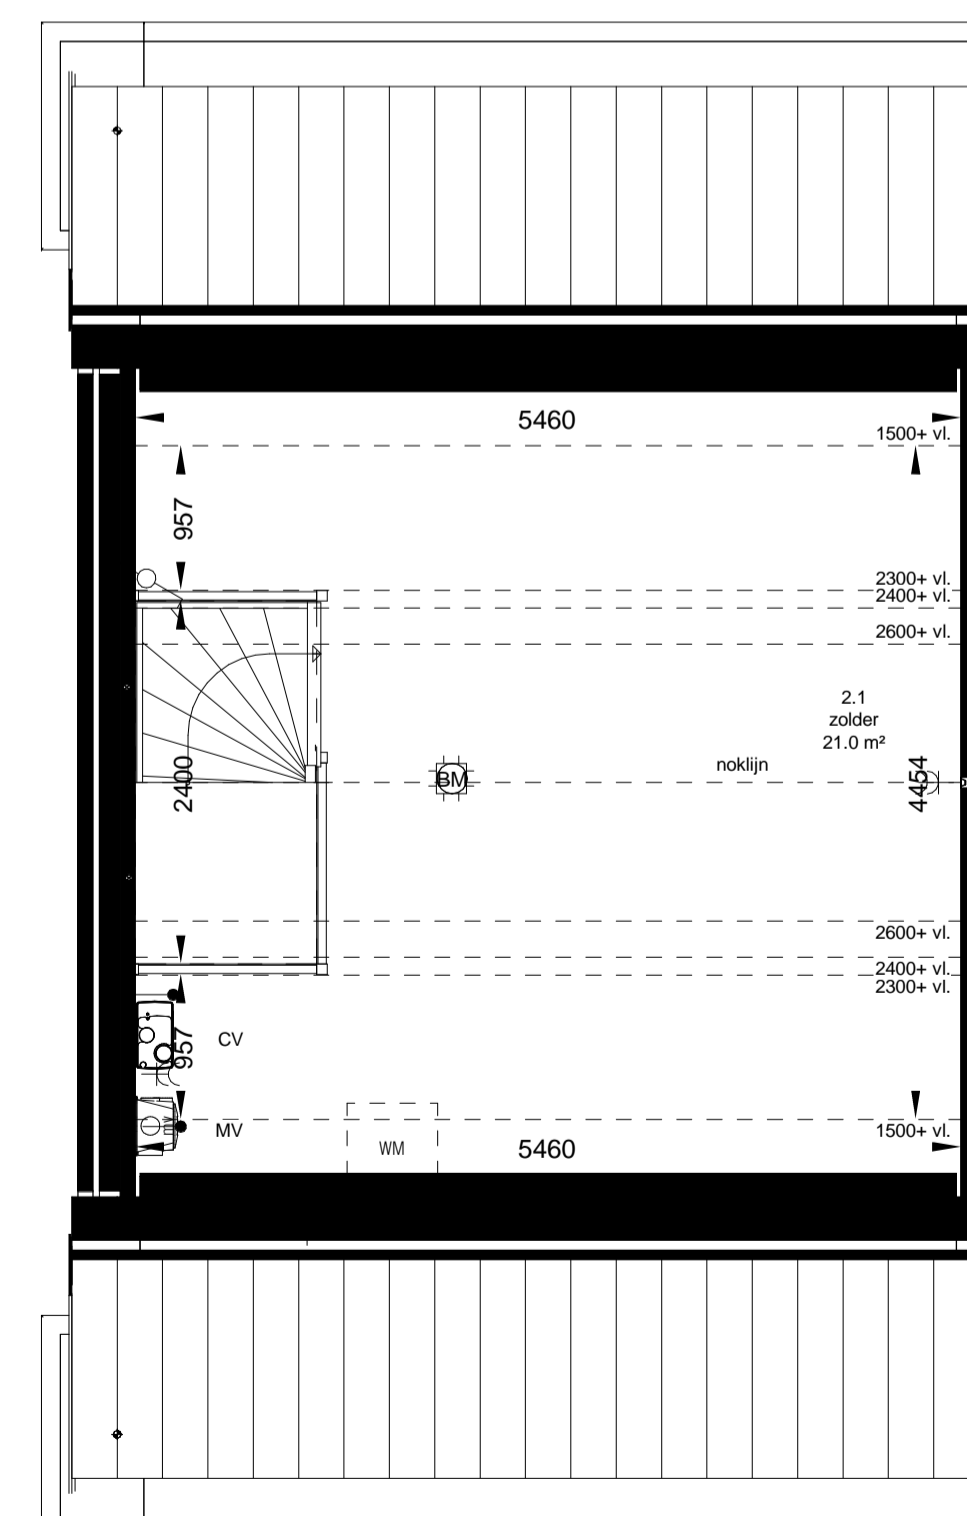 5460
1500+ vl.
957
2300+ vl.
2400+ vl.
2600+ vl.
2.1
zolder
21.0 m²
noklijn
BM
2400
4454
2600+ vl.
2400+ vl.
2300+ vl.
957
CV
MV
1500+ vl.
WM
5460